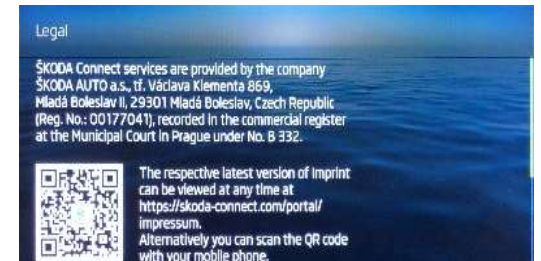 Legal
ŠKODA Connect services are provided by the company
ŠKODA AUTO a.s., tř. Václava Klementa 869,
Mladá Boleslav II, 29301 Mladá Boleslav, Czech Republic
(Reg. No.: 00177041), recorded in the commercial register
at the Municipal Court in Prague under No. B 332.
The respective latest version of Imprint
can be viewed at any time at
https://skoda-connect.com/portal/
impressum.
Alternatively you can scan the QR code
with your mobile phone.